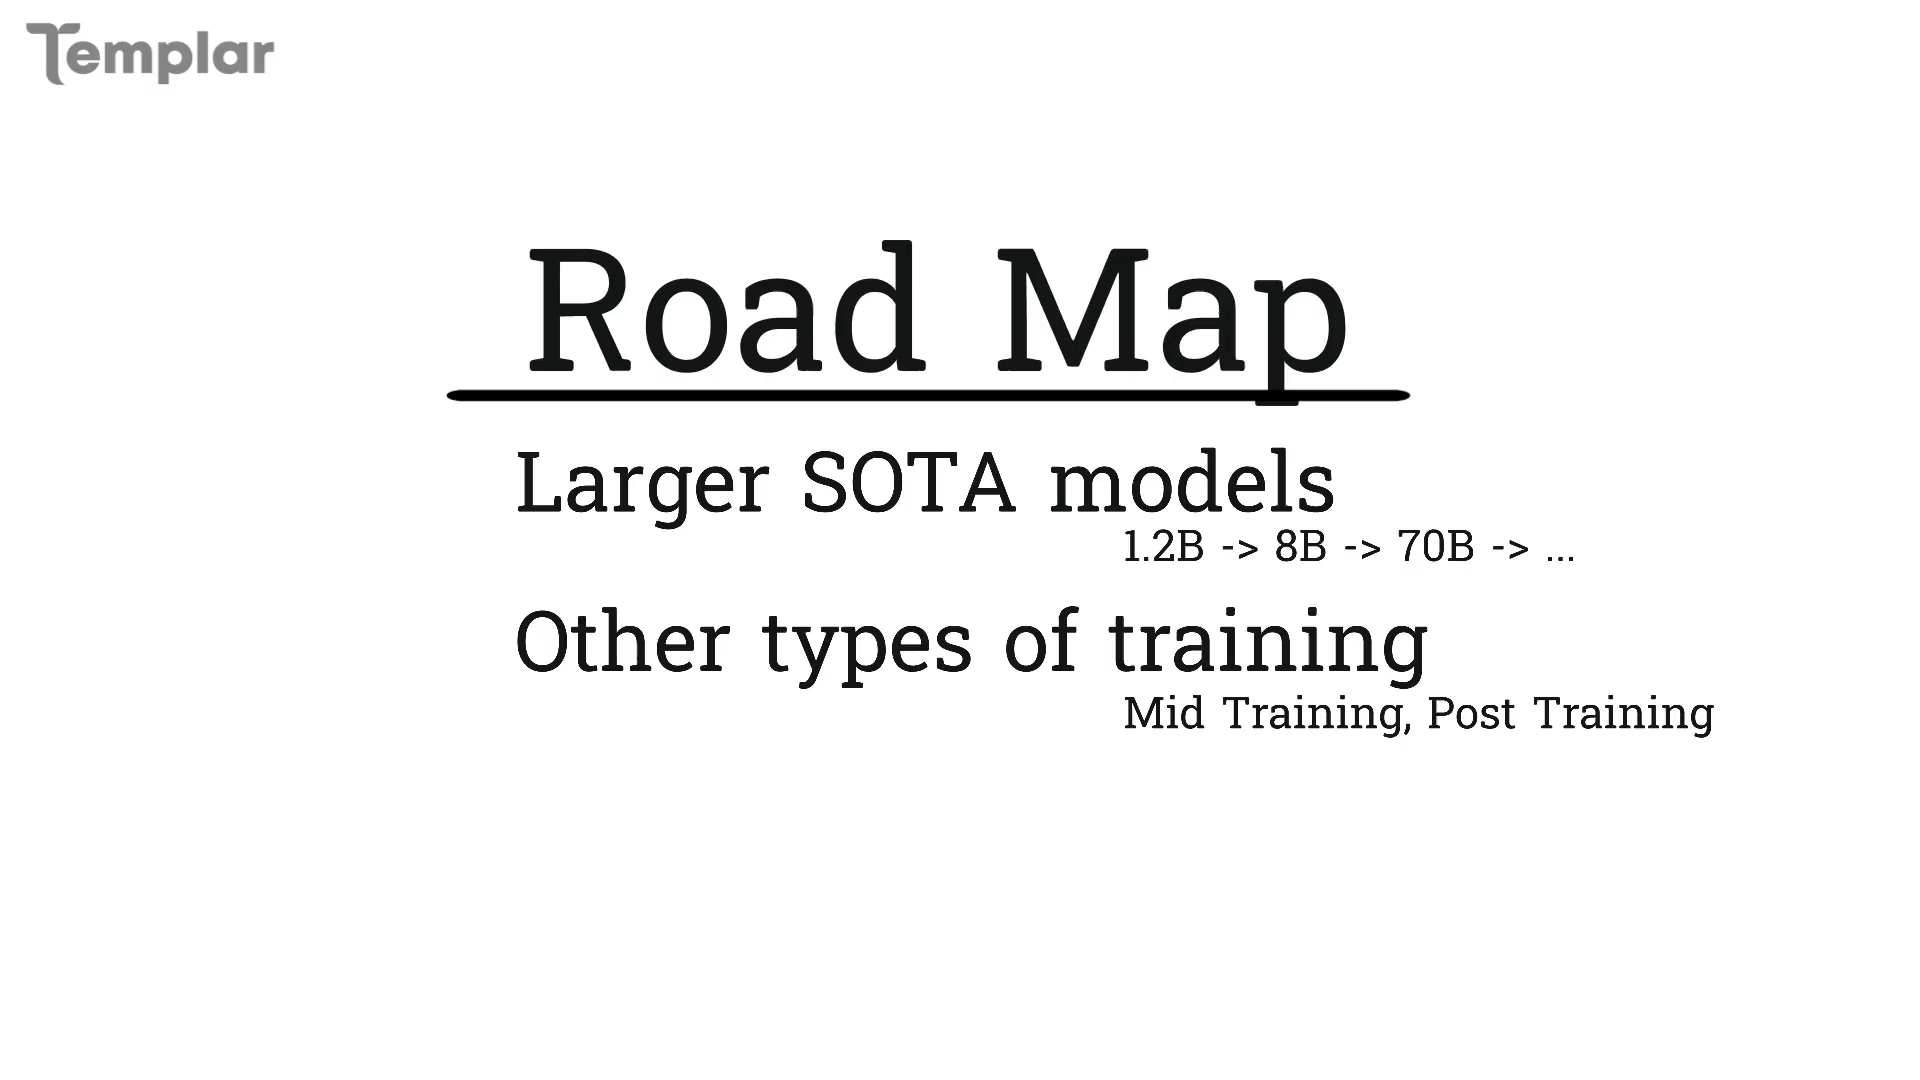 Templar
Road Map
Larger SOTA models
1.2B -> 8B -> 70B -> ...
Other types of training
Mid Training, Post Training